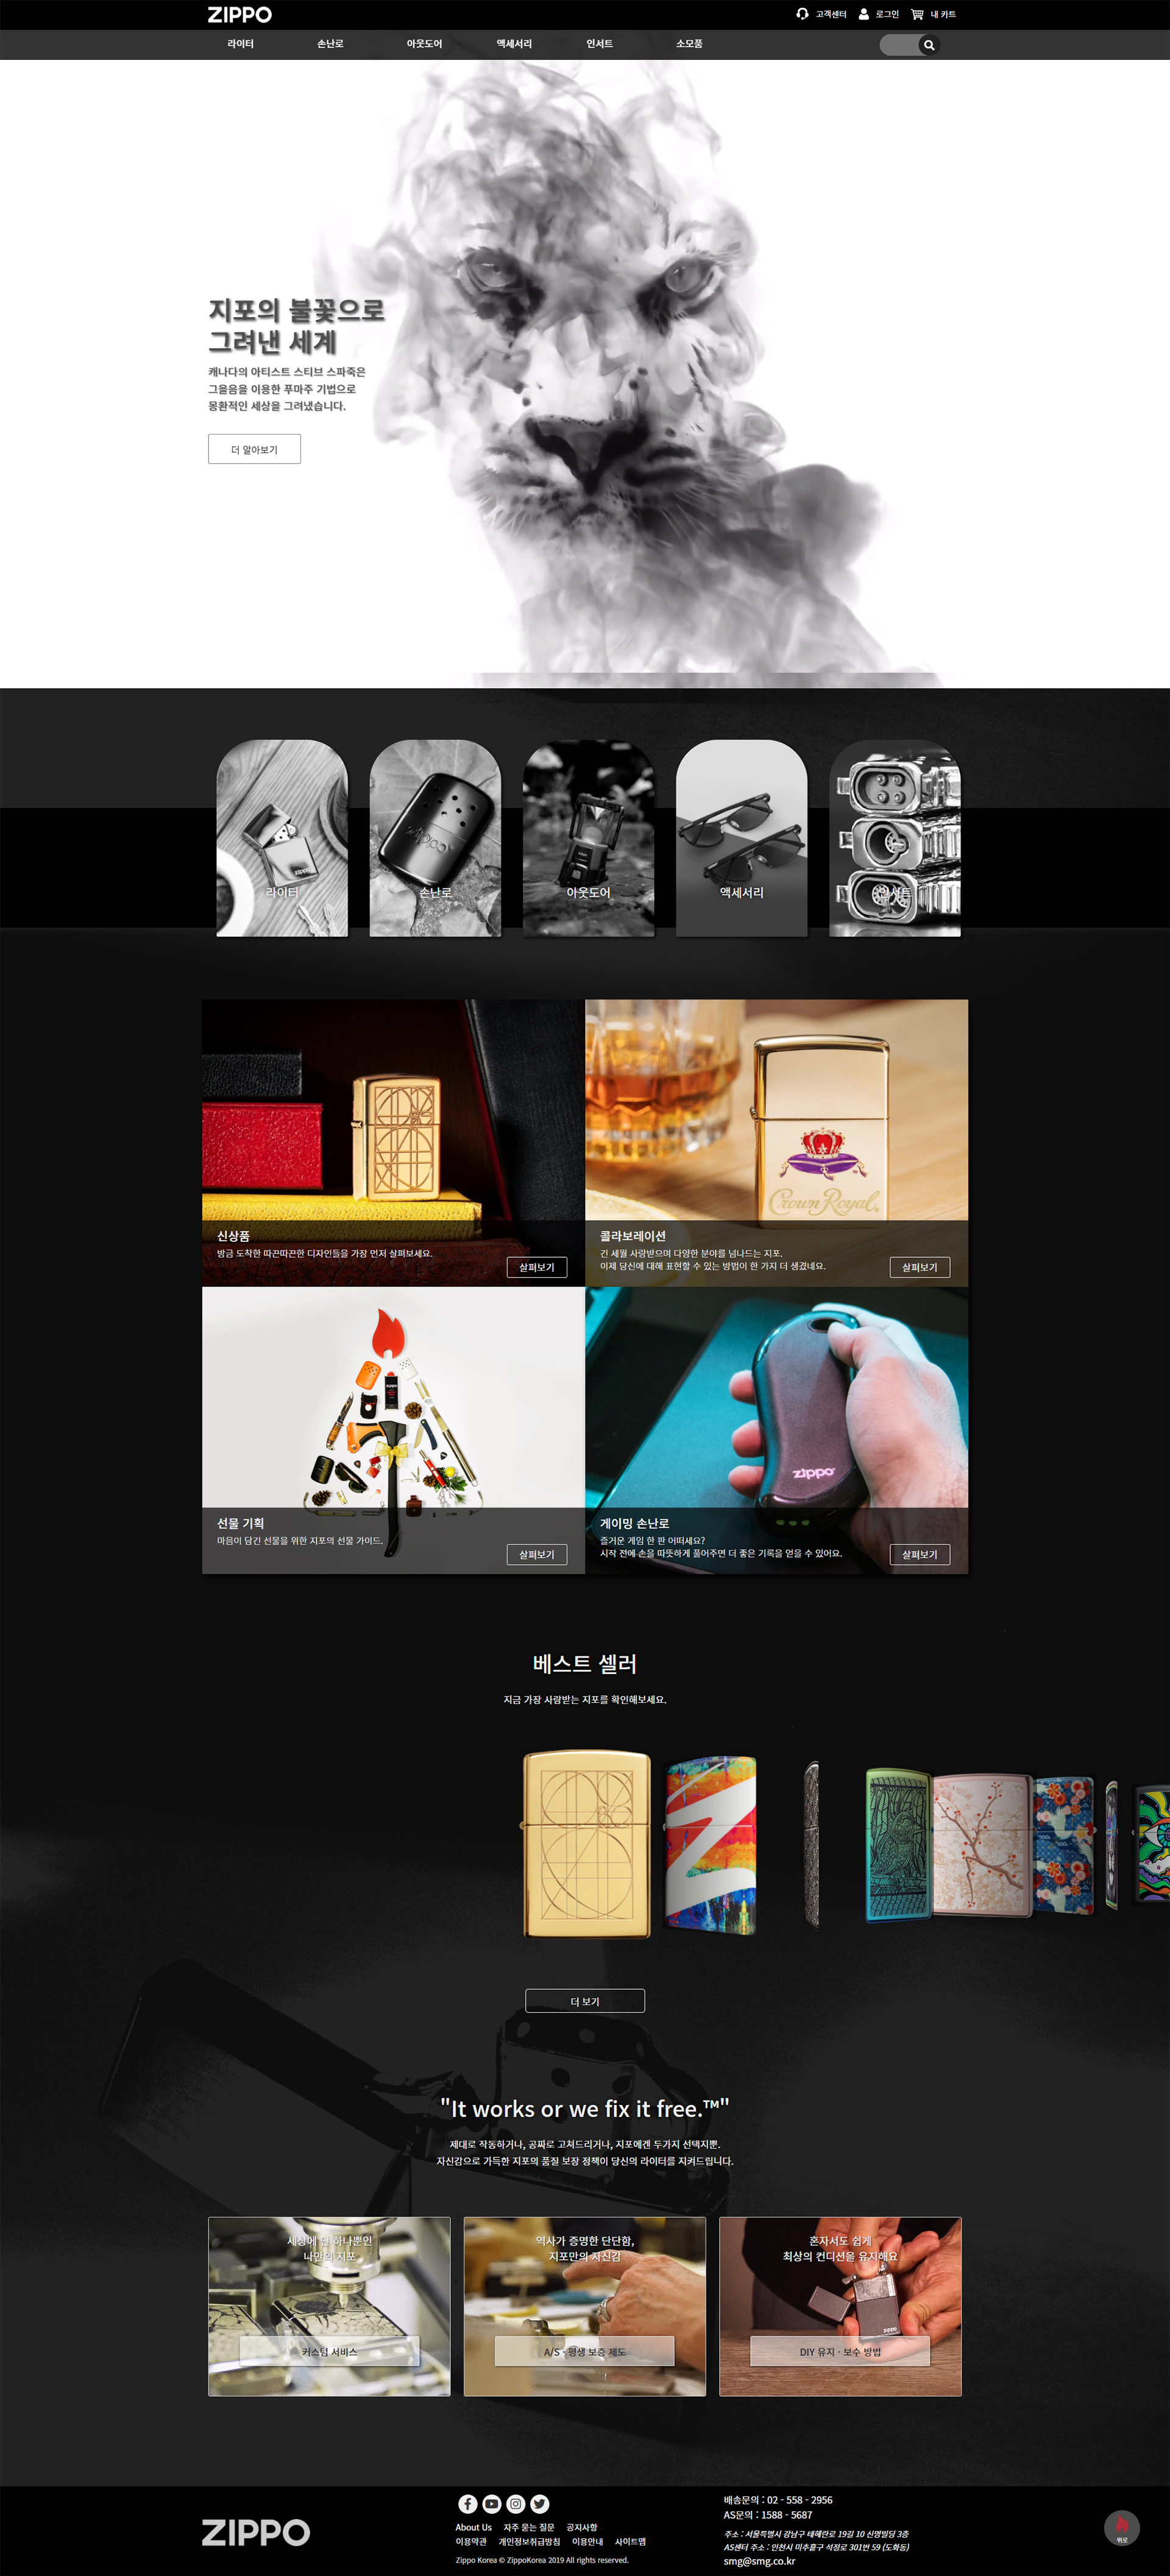 ZIPPO
고객센터
로그인
내 카트
라이터
손난로
아웃도어
액세서리
인서트
소모품
지포의 불꽃으로
그려낸 세계
캐나다의 아티스트 스티브 스파죽은
그을음을 이용한 푸마주 기법으로
몽환적인 세상을 그려냈습니다.
더 알아보기
라이터
손난로
아웃도어
액세서리
인서트
zippo
zippo
Crown Royal
신상품
방금 도착한 따끈따끈한 디자인들을 가장 먼저 살펴보세요.
살펴보기
콜라보레이션
긴 세월 사랑받으며 다양한 분야를 넘나드는 지포.
이제 당신에 대해 표현할 수 있는 방법이 한 가지 더 생겼네요.
살펴보기
zippo
선물 기획
마음이 담긴 선물을 위한 지포의 선물 가이드.
살펴보기
게이밍 손난로
즐거운 게임 한 판 어떠세요?
시작 전에 손을 따뜻하게 풀어주면 더 좋은 기록을 얻을 수 있어요.
살펴보기
베스트 셀러
지금 가장 사랑받는 지포를 확인해보세요.
더 보기
"It works or we fix it free.™"
제대로 작동하거나, 공짜로 고쳐드리거나, 지포에겐 두가지 선택지뿐.
자신감으로 가득한 지포의 품질 보장 정책이 당신의 라이터를 지켜드립니다.
세상에 단 하나뿐인
나만의 지포
커스텀 서비스
역사가 증명한 단단함,
지포만의 자신감
A/S - 평생 보증 제도
혼자서도 쉽게
최상의 컨디션을 유지해요
zippo
DIY 유지 · 보수 방법
ZIPPO
About Us
자주 묻는 질문
공지사항
이용약관
개인정보취급방침
이용안내
사이트맵
Zippo Korea © ZippoKorea 2019 All rights reserved.
배송문의 : 02 - 558 - 2956
AS문의 : 1588 - 5687
주소 : 서울특별시 강남구 테헤란로 19길 10 신명빌딩 3층
AS센터 주소 : 인천시 미추홀구 석정로 301번 59 (도화동)
smg@smg.co.kr
위로